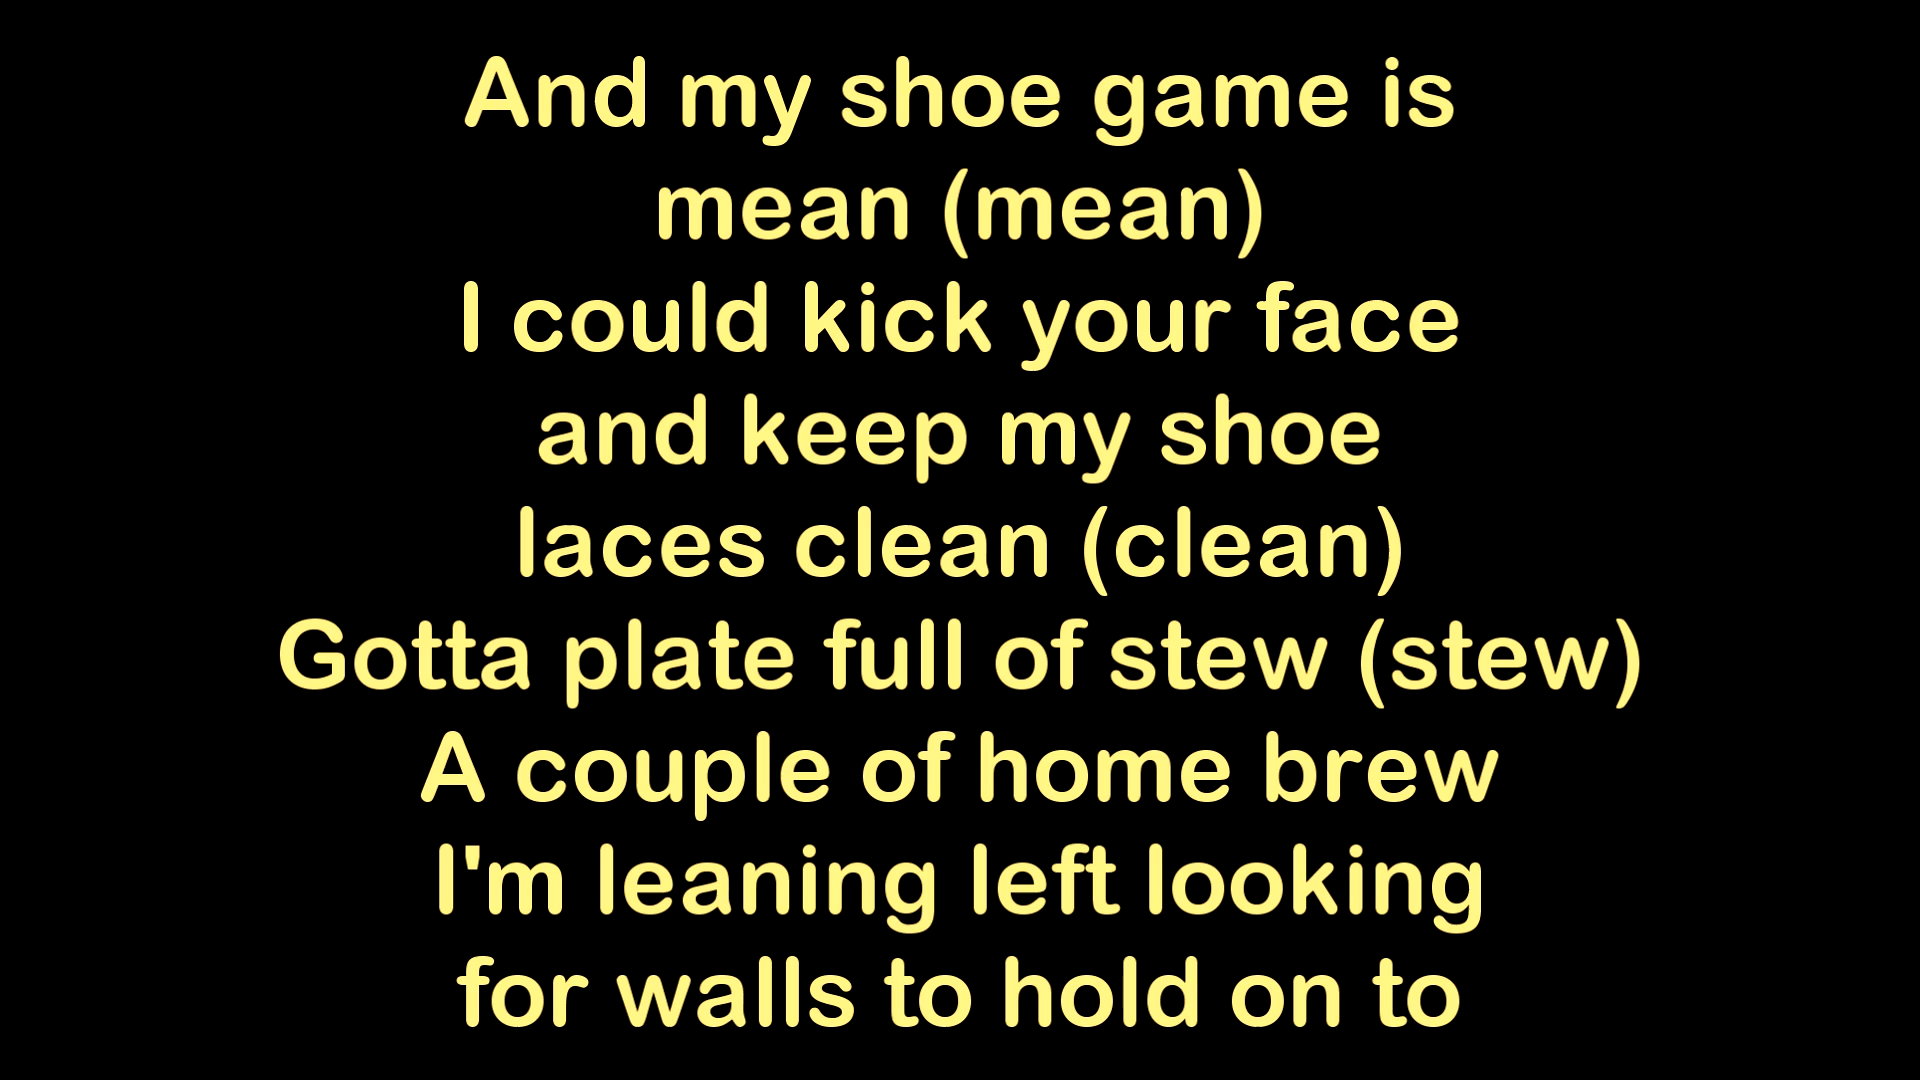 And my shoe game is
mean (mean)
I could kick your face
and keep my shoe
laces clean (clean)
Gotta plate full of stew (stew)
A couple of home brew
I'm leaning left looking
for walls to hold on to